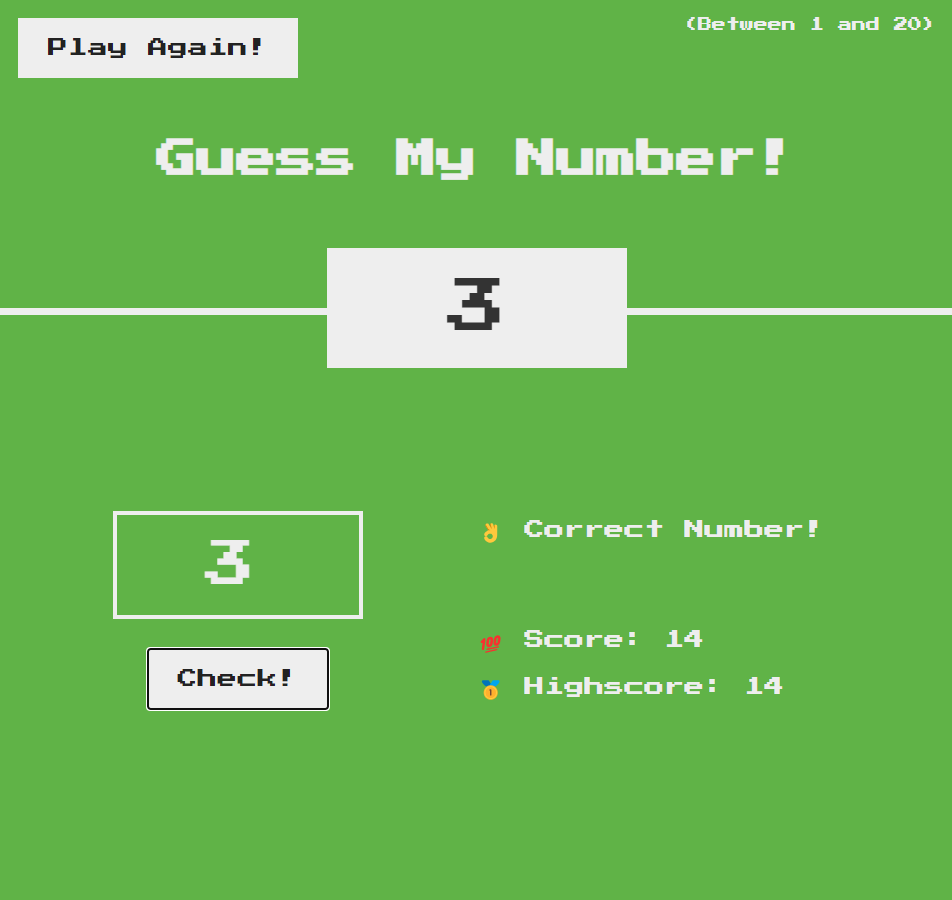 Play Again!
(Between 1 and 20)
Guess My Number!
3
3
Check!
👌 Correct Number!
💯 Score: 14
🥇 Highscore: 14